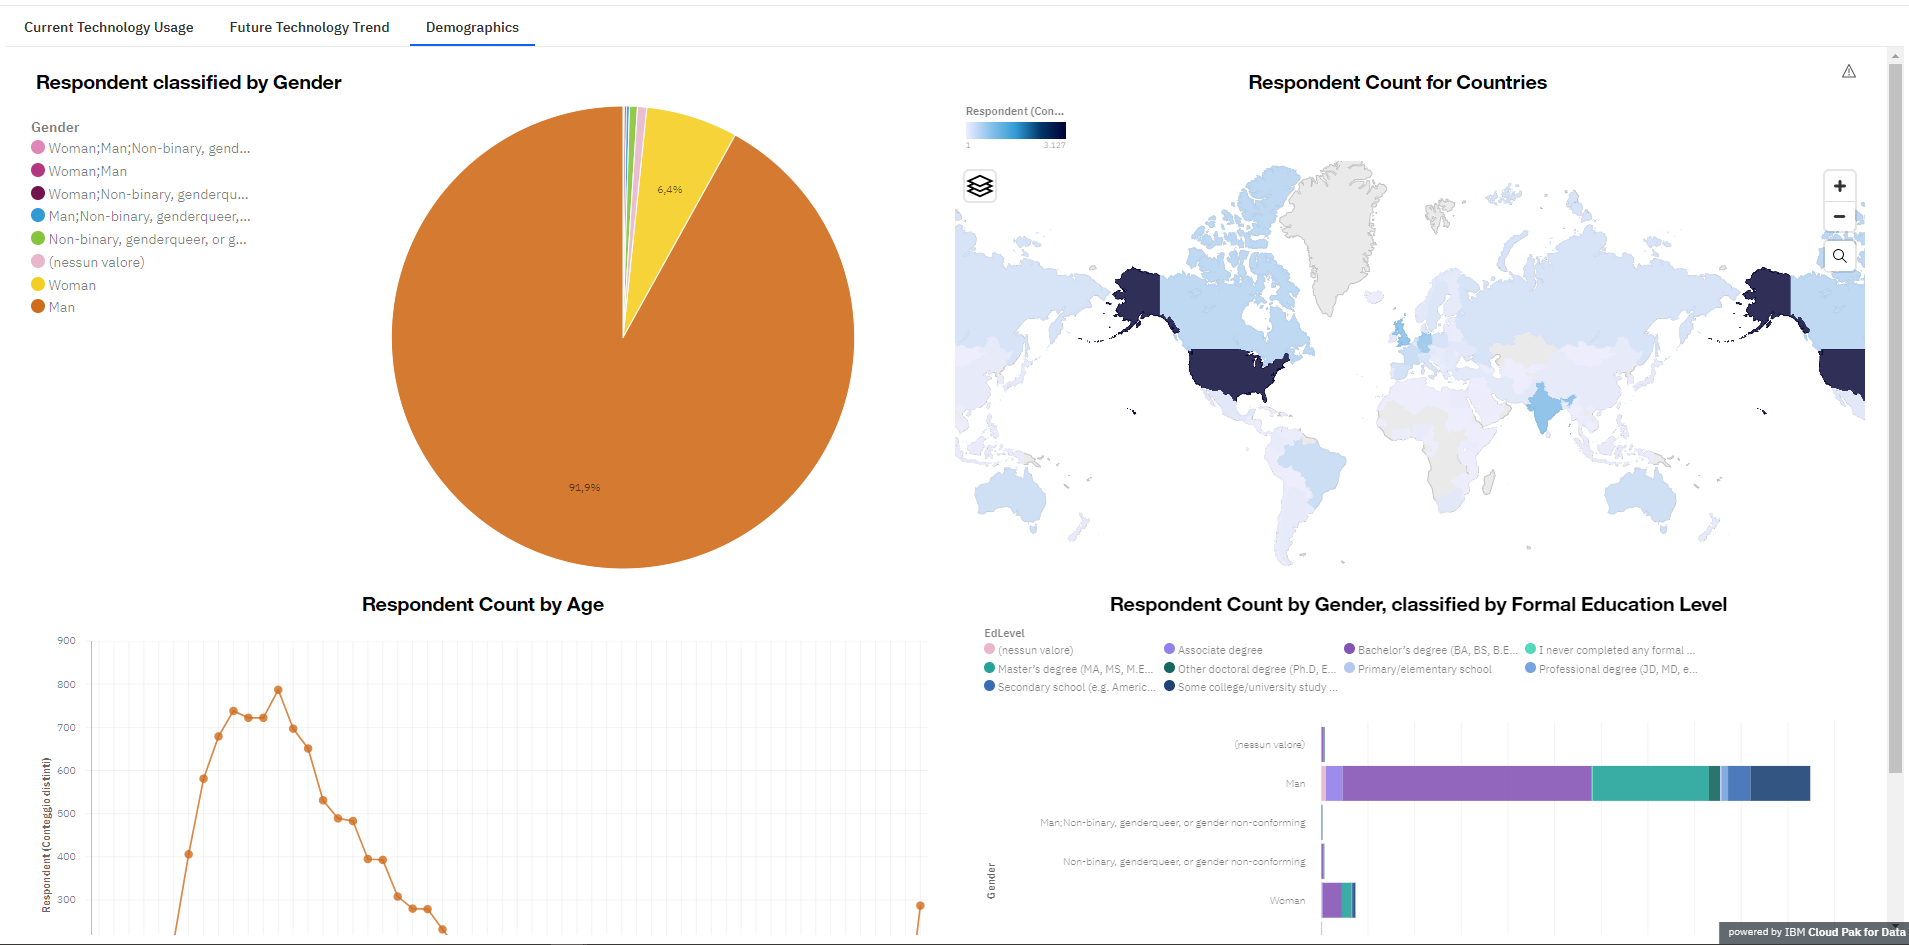 Current Technology Usage
Future Technology Trend
Demographics
Respondent classified by Gender
Gender
Woman;Man;Non-binary, gend...
Woman;Man
Woman;Non-binary, genderqu...
Man;Non-binary, genderqueer,...
Non-binary, genderqueer, or g...
(nessun valore)
Woman
Man
6,4%
91,9%
Respondent Count for Countries
Respondent (Con...
1
3.127
Respondent Count by Age
Respondent (Conteggio distinti)
900
800
700
600
500
400
300
Respondent Count by Gender, classified by Formal Education Level
EdLevel
(nessun valore)
Associate degree
Bachelor's degree (BA, BS, B.E...
I never completed any formal ...
Master's degree (MA, MS, M.E...
Other doctoral degree (Ph.D, E...
Primary/elementary school
Professional degree (JD, MD, e...
Secondary school (e.g. Americ...
Some college/university study ...
Gender
(nessun valore)
Man
Man;Non-binary, genderqueer, or gender non-conforming
Non-binary, genderqueer, or gender non-conforming
Woman
powered by IBM Cloud Pak for Data